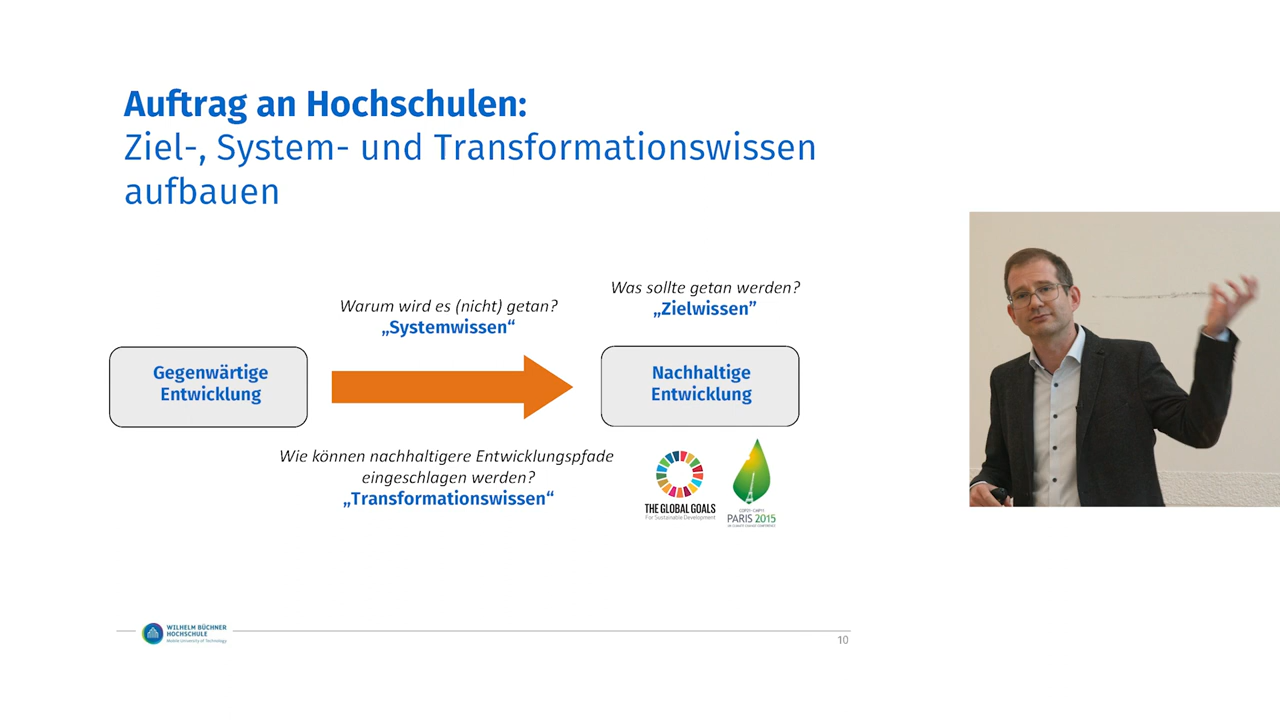 Auftrag an Hochschulen:
Ziel-, System- und Transformationswissen
aufbauen
Was sollte getan werden?
„Zielwissen”
Warum wird es (nicht) getan?
„Systemwissen“
Gegenwärtige
Entwicklung
Nachhaltige
Entwicklung
Wie können nachhaltigere Entwicklungspfade
eingeschlagen werden?
„Transformationswissen“
THE GLOBAL GOALS
For Sustainable Development
COP21·CMP11
PARIS 2015
UN CLIMATE CHANGE CONFERENCE
WILHELM BÜCHNER
HOCHSCHULE
Mobile University of Technology
10